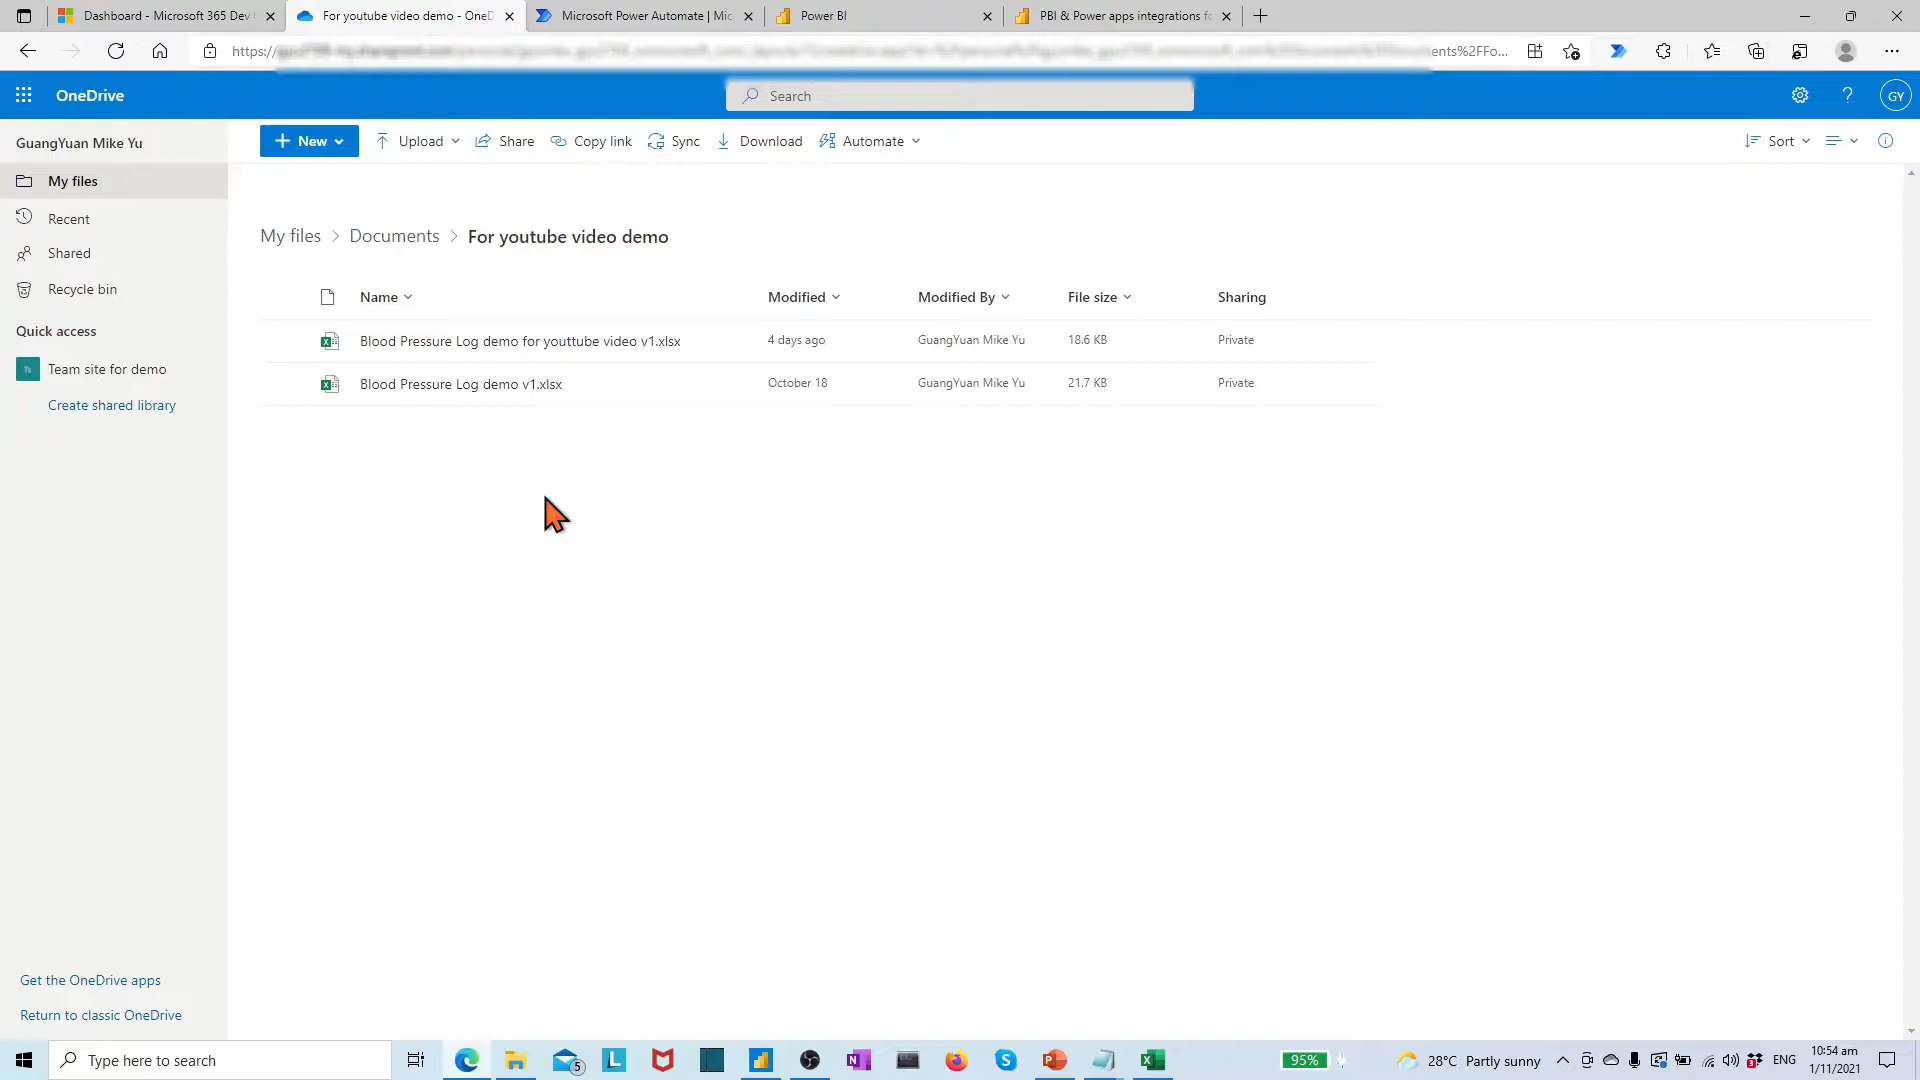 Dashboard - Microsoft 365 Dev
For youtube video demo - OneD
Microsoft Power Automate | Mic
Power BI
PBI & Power apps integrations fo
https://
ents%2FFo...
OneDrive
Search
GY
GuangYuan Mike Yu
New
Upload
Share
Copy link
Sync
Download
Automate
Sort
My files
Recent
Shared
Recycle bin
Quick access
Ts
Team site for demo
Create shared library
Get the OneDrive apps
Return to classic OneDrive
My files > Documents > For youtube video demo
Name Modified Modified By File size Sharing
Blood Pressure Log demo for youttube video v1.xlsx 4 days ago GuangYuan Mike Yu 18.6 KB Private
Blood Pressure Log demo v1.xlsx October 18 GuangYuan Mike Yu 21.7 KB Private
Type here to search
5
95%
28°C Partly sunny
ENG
10:54 am
1/11/2021